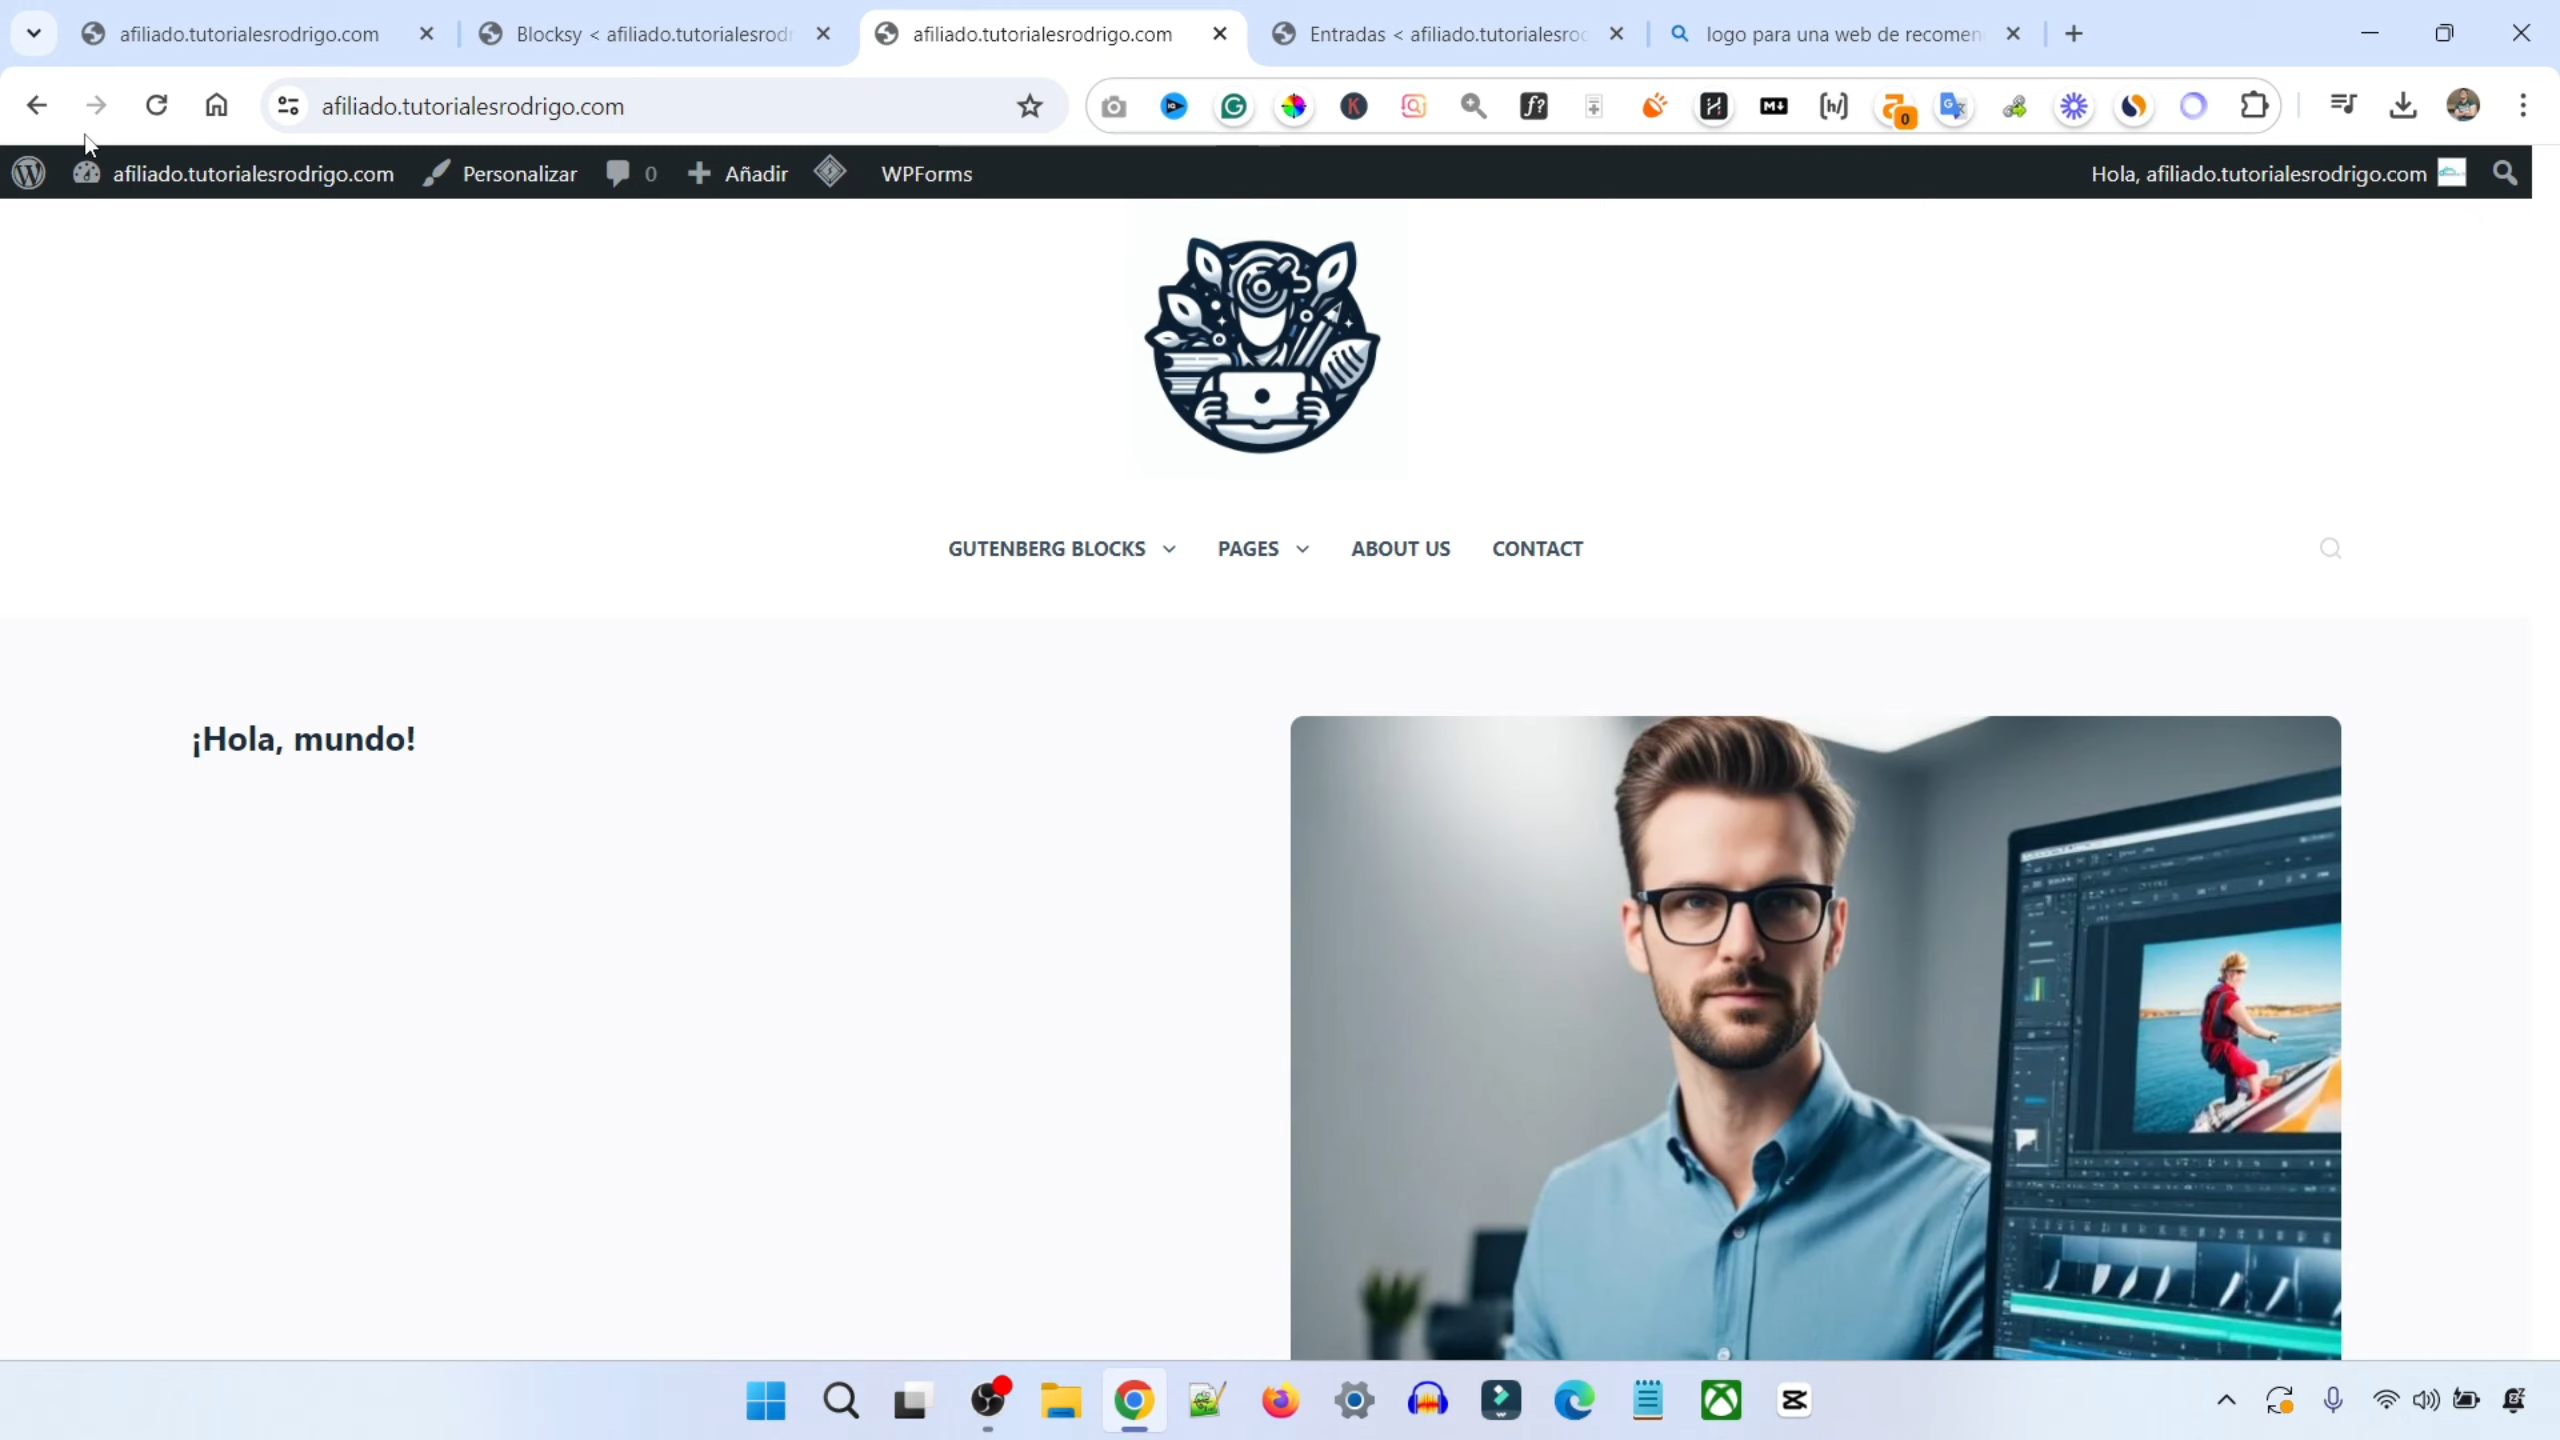 afiliado.tutorialesrodrigo.com
Blocksy < afiliado.tutorialesrodr
afiliado.tutorialesrodrigo.com
Entradas < afiliado.tutorialesro
logo para una web de recomen
afiliado.tutorialesrodrigo.com
0
afiliado.tutorialesrodrigo.com
Personalizar
0
Añadir
WPForms
Hola, afiliado.tutorialesrodrigo.com
GUTENBERG BLOCKS
PAGES
ABOUT US
CONTACT
¡Hola, mundo!